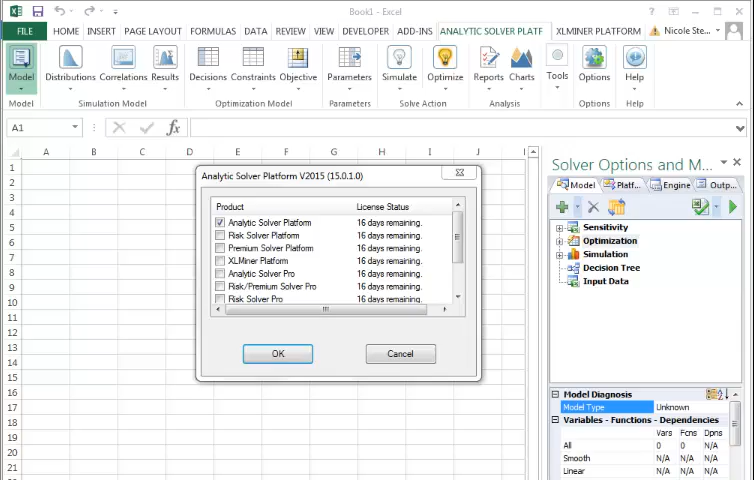 Book1 - Excel
FILE HOME INSERT PAGE LAYOUT FORMULAS DATA REVIEW VIEW DEVELOPER ADD-INS ANALYTIC SOLVER PLATF XLMINER PLATFORM Nicole Ste...
Model Distributions Correlations Results Decisions Constraints Objective Parameters Simulate Optimize Reports Charts Tools Options Help
Model Simulation Model Optimization Model Parameters Solve Action Analysis Options Help
A1 fx
A B C D E F G H I J
1
2
3
4
5
6
7
8
9
10
11
12
13
14
15
16
17
18
19
20
21
Analytic Solver Platform V2015 (15.0.1.0)
Product License Status
Analytic Solver Platform 16 days remaining.
Risk Solver Platform 16 days remaining.
Premium Solver Platform 16 days remaining.
XLMiner Platform 16 days remaining.
Analytic Solver Pro 16 days remaining.
Risk/Premium Solver Pro 16 days remaining.
Risk Solver Pro 16 days remaining.
OK Cancel
Solver Options and M...
Model Platf... Engine Outp...
Sensitivity
Optimization
Simulation
Decision Tree
Input Data
Model Diagnosis
Model Type Unknown
Variables - Functions - Dependencies
Vars Fcns Dpns
All 0 0 N/A
Smooth N/A N/A N/A
Linear N/A N/A N/A